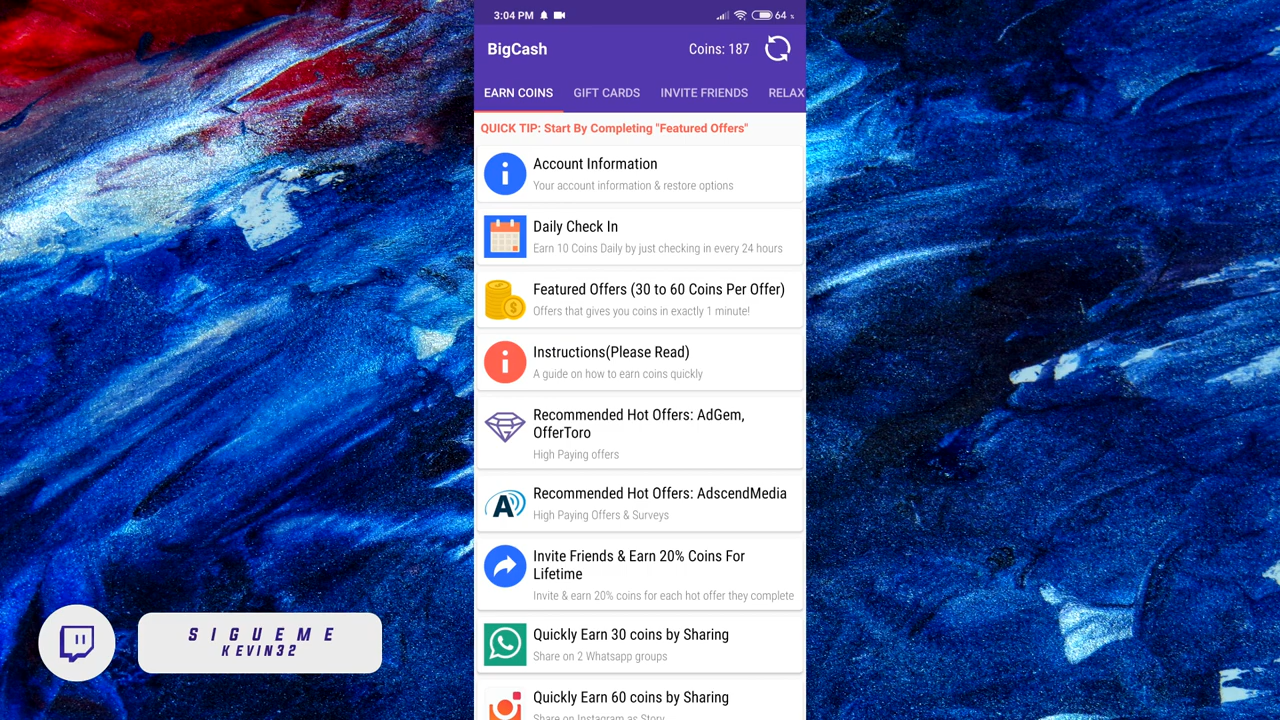 3:04 PM
64 %
BigCash
Coins: 187
EARN COINS
GIFT CARDS
INVITE FRIENDS
RELAX
QUICK TIP: Start By Completing "Featured Offers"
Account Information
Your account information & restore options
Daily Check In
Earn 10 Coins Daily by just checking in every 24 hours
Featured Offers (30 to 60 Coins Per Offer)
Offers that gives you coins in exactly 1 minute!
Instructions(Please Read)
A guide on how to earn coins quickly
Recommended Hot Offers: AdGem,
OfferToro
High Paying offers
Recommended Hot Offers: AdscendMedia
High Paying Offers & Surveys
Invite Friends & Earn 20% Coins For
Lifetime
Invite & earn 20% coins for each hot offer they complete
Quickly Earn 30 coins by Sharing
Share on 2 Whatsapp groups
Quickly Earn 60 coins by Sharing
Share on Instagram as Story
SIGUEME
KEVIN32